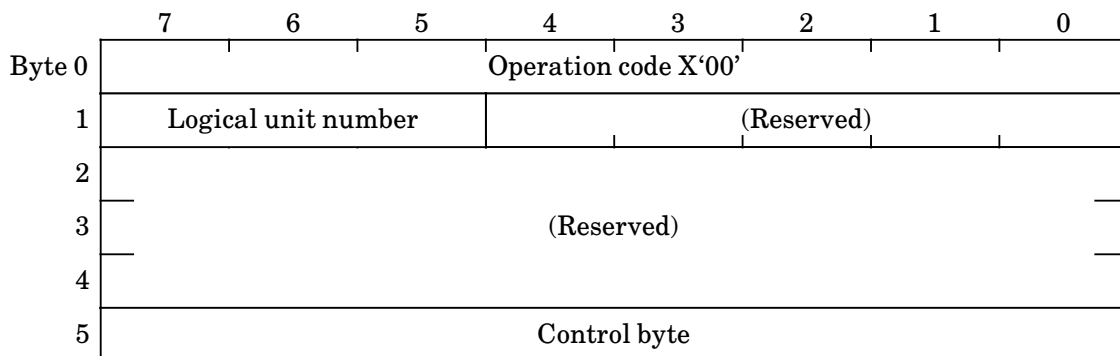 7 6 5 4 3 2 1 0
Byte 0 Operation code X‘00’
1 Logical unit number (Reserved)
2
3 (Reserved)
4
5 Control byte